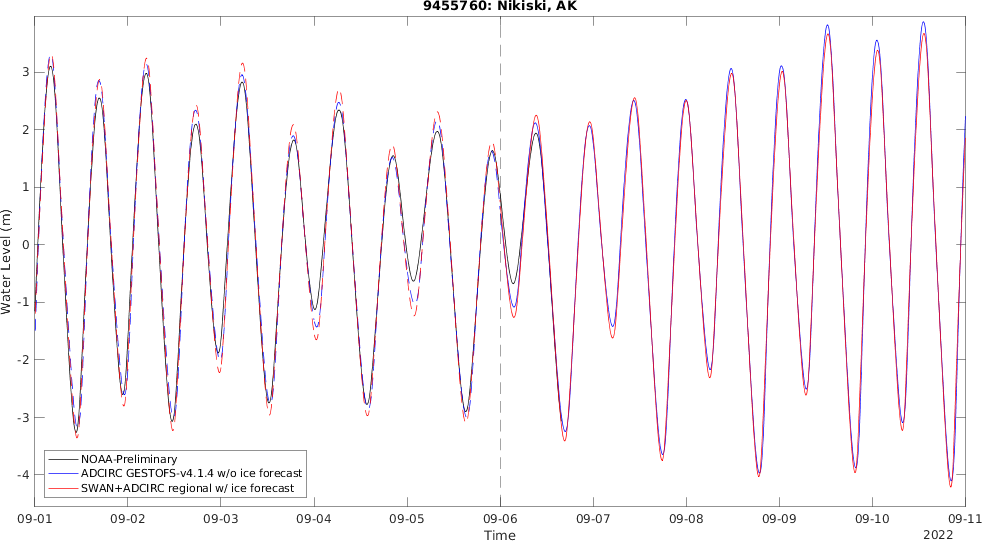 9455760: Nikiski, AK
Water Level (m)
3
2
1
0
-1
-2
-3
-4
NOAA-Preliminary
ADCIRC GESTOFS-v4.1.4 w/o ice forecast
SWAN+ADCIRC regional w/ ice forecast
09-01 09-02 09-03 09-04 09-05 09-06 09-07 09-08 09-09 09-10 09-11
Time
2022